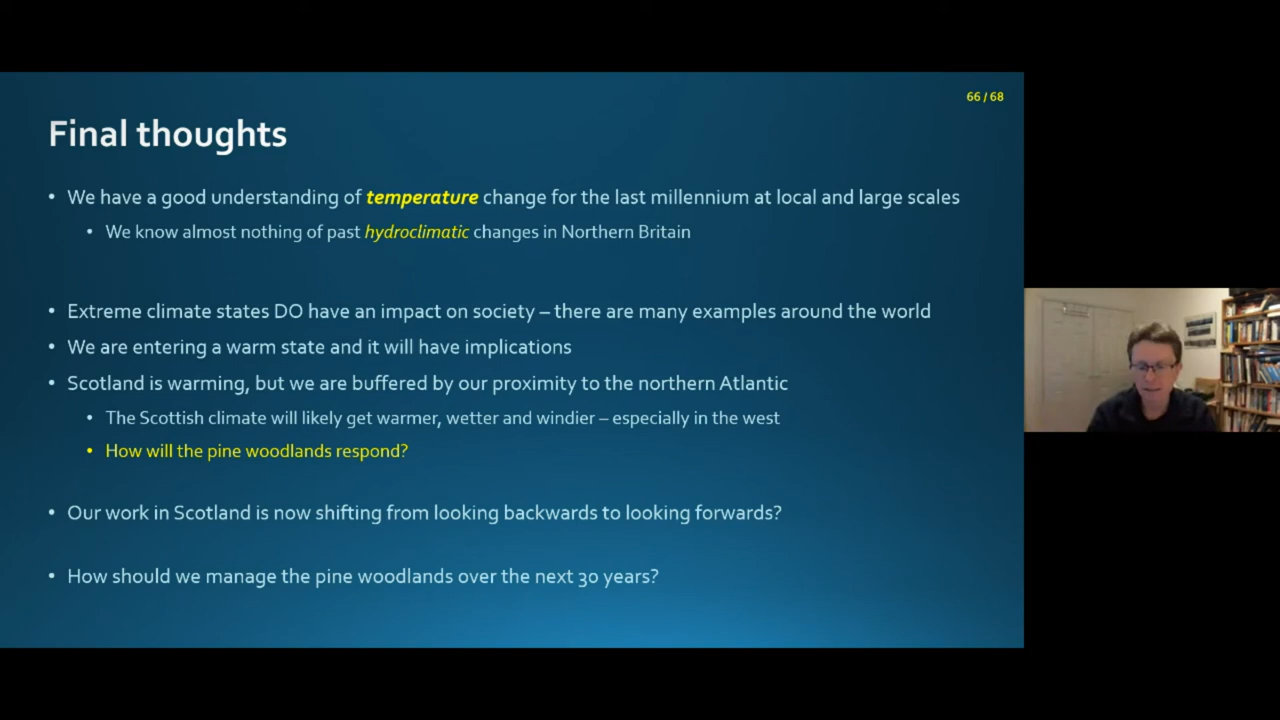 66 / 68
Final thoughts
• We have a good understanding of temperature change for the last millennium at local and large scales
• We know almost nothing of past hydroclimatic changes in Northern Britain
• Extreme climate states DO have an impact on society – there are many examples around the world
• We are entering a warm state and it will have implications
• Scotland is warming, but we are buffered by our proximity to the northern Atlantic
• The Scottish climate will likely get warmer, wetter and windier – especially in the west
• How will the pine woodlands respond?
• Our work in Scotland is now shifting from looking backwards to looking forwards?
• How should we manage the pine woodlands over the next 30 years?